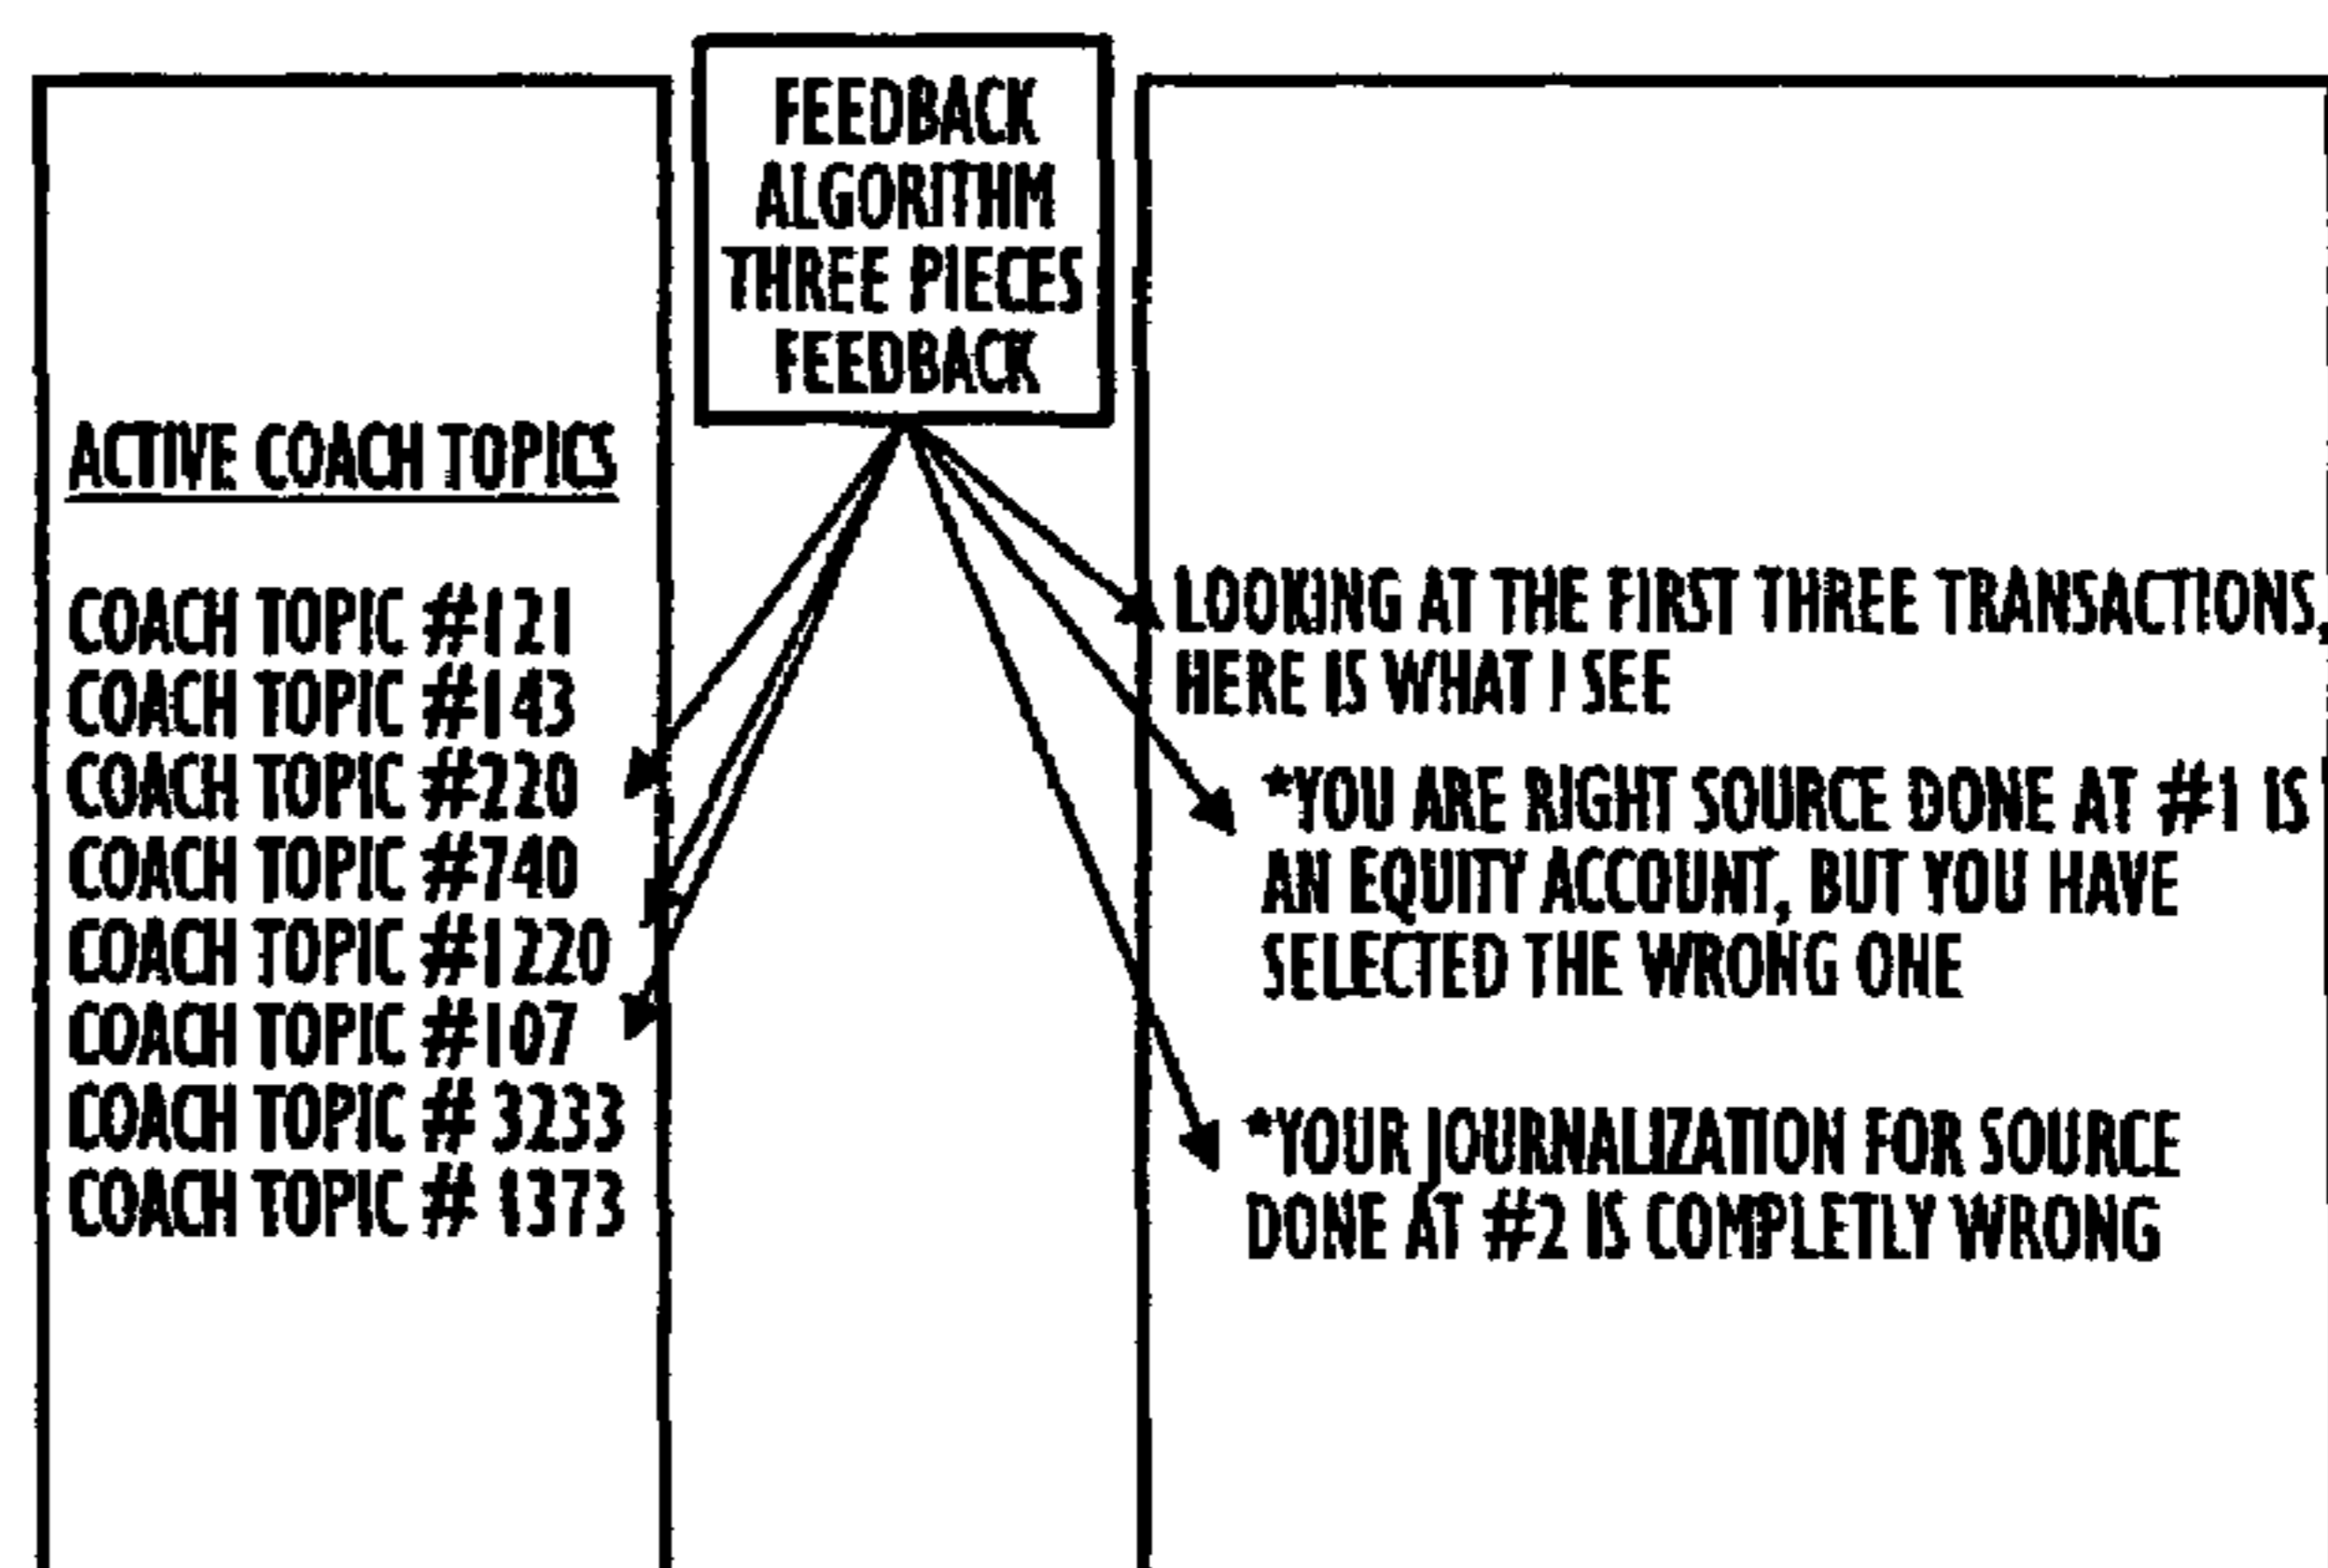 FEEDBACK
ALGORITHM
THREE PIECES
FEEDBACK
ACTIVE COACH TOPICS
COACH TOPIC #121
COACH TOPIC #143
COACH TOPIC #220
COACH TOPIC #740
COACH TOPIC #1220
COACH TOPIC #107
COACH TOPIC # 3233
COACH TOPIC # 1373
LOOKING AT THE FIRST THREE TRANSACTIONS,
HERE IS WHAT I SEE
*YOU ARE RIGHT SOURCE DONE AT #1 IS
AN EQUITY ACCOUNT, BUT YOU HAVE
SELECTED THE WRONG ONE
*YOUR JOURNALIZATION FOR SOURCE
DONE AT #2 IS COMPLETLY WRONG